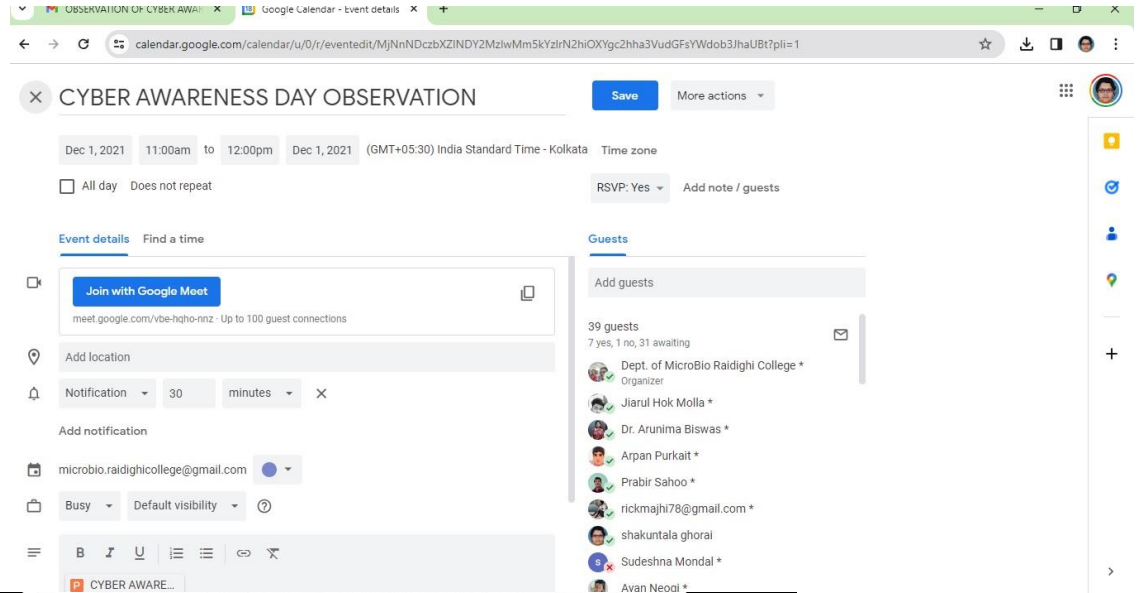 OBSERVATION OF CYBER AWAR
Google Calendar - Event details
calendar.google.com/calendar/u/0/r/eventedit/MjNnNDczbXZlNDY2MzIwMm5kYzlrN2hiOXYgc2hha3VudGFsYWdob3JhaUBt?pli=1
CYBER AWARENESS DAY OBSERVATION
Save
More actions
Dec 1, 2021 11:00am to 12:00pm Dec 1, 2021 (GMT+05:30) India Standard Time - Kolkata Time zone
All day Does not repeat
RSVP: Yes
Add note / guests
Event details Find a time
Guests
Join with Google Meet
meet.google.com/vbe-hqho-nnz · Up to 100 guest connections
Add location
Notification 30 minutes
Add notification
microbio.raidighicollege@gmail.com
Busy Default visibility
B I U
P CYBER AWARE...
Add guests
39 guests
7 yes, 1 no, 31 awaiting
Dept. of MicroBio Raidighi College *
Organizer
Jiarul Hok Molla *
Dr. Arunima Biswas *
Arpan Purkait *
Prabir Sahoo *
rickmajhi78@gmail.com *
shakuntala ghorai
S Sudeshna Mondal *
Ayan Neogi *